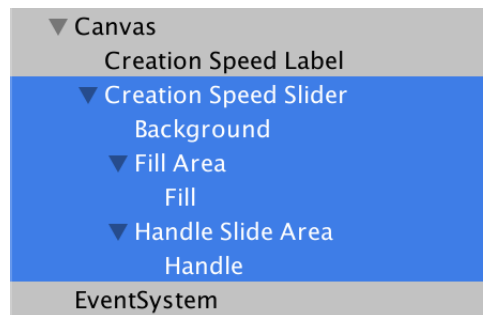 Canvas
Creation Speed Label
Creation Speed Slider
Background
Fill Area
Fill
Handle Slide Area
Handle
EventSystem